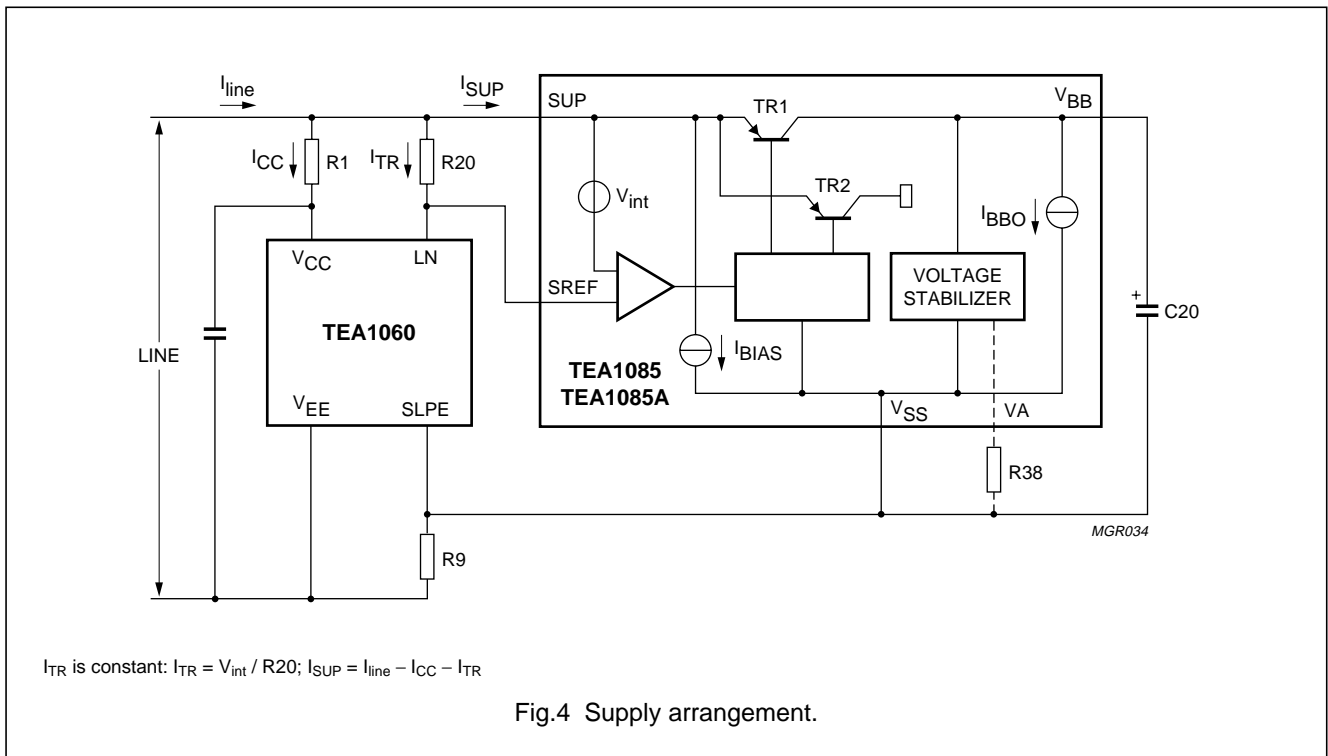 I_line
I_SUP
SUP
TR1
V_BB
I_CC
R1
I_TR
R20
V_int
TR2
I_BBO
V_CC
LN
SREF
VOLTAGE
STABILIZER
+
C20
TEA1060
LINE
I_BIAS
TEA1085
TEA1085A
V_EE
SLPE
V_SS
VA
R38
MGR034
R9
I_TR is constant: I_TR = V_int / R20; I_SUP = I_line − I_CC − I_TR
Fig.4 Supply arrangement.